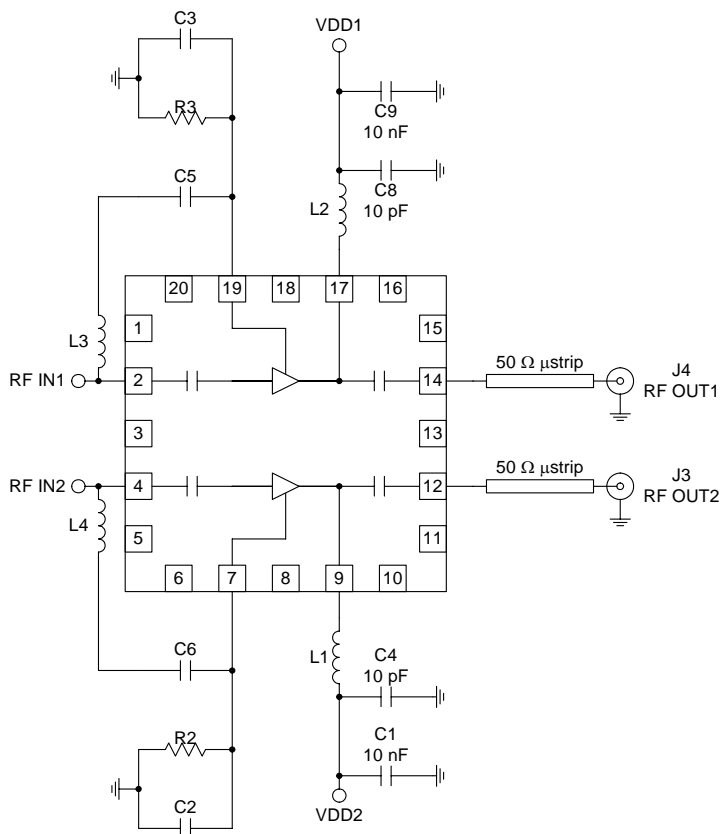 C3
VDD1
R3
C9
10 nF
C5
C8
10 pF
L2
20
19
18
17
16
L3
1
15
RF IN1
2
14
50 Ω µstrip
J4
RF OUT1
3
13
RF IN2
4
12
50 Ω µstrip
J3
RF OUT2
L4
5
11
6
7
8
9
10
C6
L1
C4
10 pF
R2
C1
10 nF
C2
VDD2